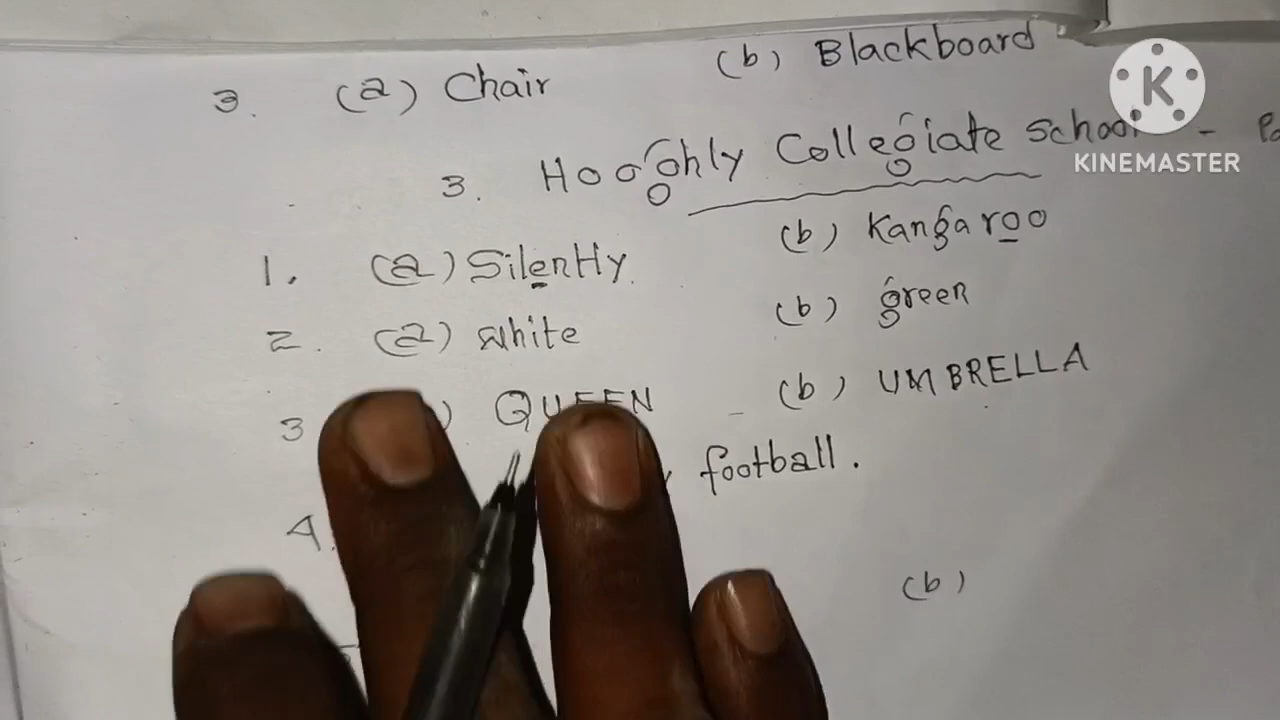 3. (a) Chair (b) Blackboard
3. Hooghly Collegiate School -
1. (a) Silently (b) Kangaroo
2. (a) White (b) green
3 ) QUEEN (b) UMBRELLA
4. football.
(b)
KINEMASTER